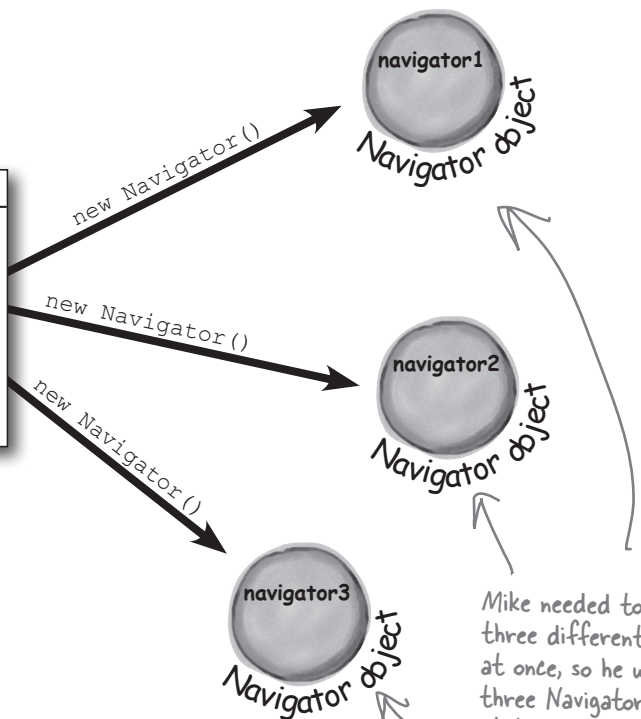 navigator1
Navigator object
new Navigator()
new Navigator()
navigator2
Navigator object
new Navigator()
navigator3
Navigator object
Mike needed to
three different
at once, so he
three Navigator